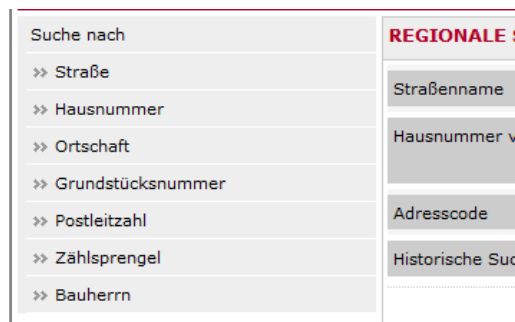 Suche nach
» Straße
» Hausnummer
» Ortschaft
» Grundstücksnummer
» Postleitzahl
» Zählsprengel
» Bauherrn
REGIONALE
Straßenname
Hausnummer
Adresscode
Historische